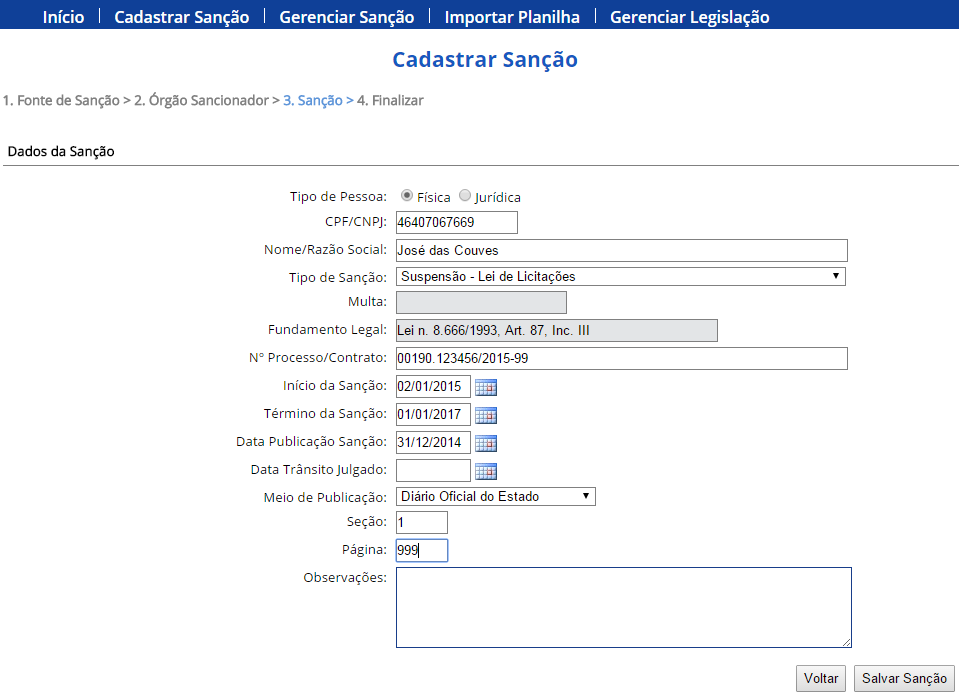 Início | Cadastrar Sanção | Gerenciar Sanção | Importar Planilha | Gerenciar Legislação
Cadastrar Sanção
1. Fonte de Sanção > 2. Órgão Sancionador > 3. Sanção > 4. Finalizar
Dados da Sanção
Tipo de Pessoa: Física Jurídica
CPF/CNPJ: 46407067669
Nome/Razão Social: José das Couves
Tipo de Sanção: Suspensão - Lei de Licitações
Multa:
Fundamento Legal: Lei n. 8.666/1993, Art. 87, Inc. III
Nº Processo/Contrato: 00190.123456/2015-99
Início da Sanção: 02/01/2015
Término da Sanção: 01/01/2017
Data Publicação Sanção: 31/12/2014
Data Trânsito Julgado:
Meio de Publicação: Diário Oficial do Estado
Seção: 1
Página: 999
Observações:
Voltar Salvar Sanção